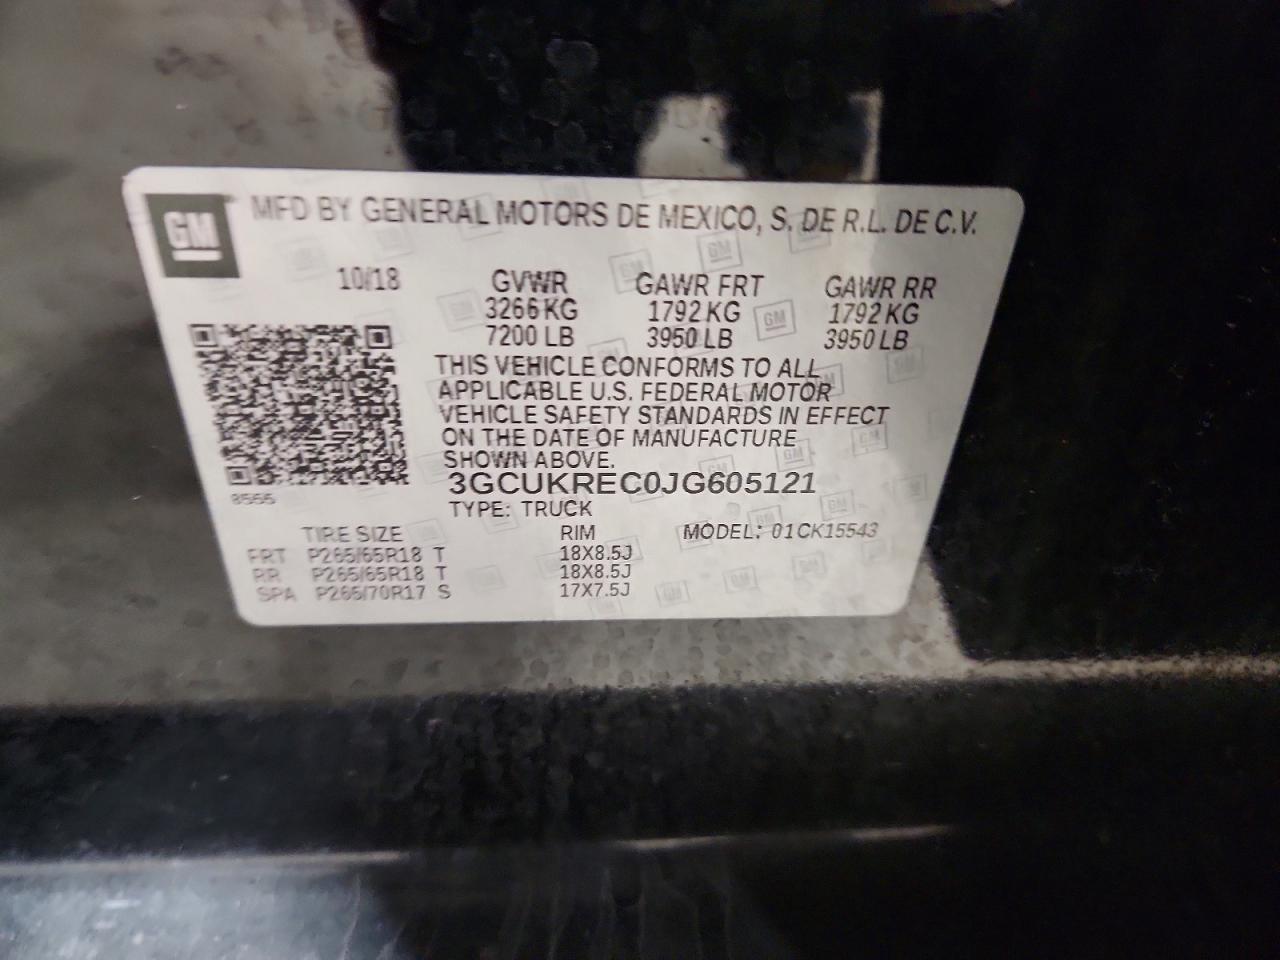 GM MFD BY GENERAL MOTORS DE MEXICO, S. DE R.L. DE C.V.
10/18 GVWR GAWR FRT GAWR RR
3266 KG 1792 KG 1792 KG
7200 LB 3950 LB 3950 LB
THIS VEHICLE CONFORMS TO ALL
APPLICABLE U.S. FEDERAL MOTOR
VEHICLE SAFETY STANDARDS IN EFFECT
ON THE DATE OF MANUFACTURE
SHOWN ABOVE.
8555
3GCUKREC0JG605121
TYPE: TRUCK
TIRE SIZE RIM MODEL: 01CK15543
FRT P265/65R18 T 18X8.5J
RR P265/65R18 T 18X8.5J
SPA P265/70R17 S 17X7.5J